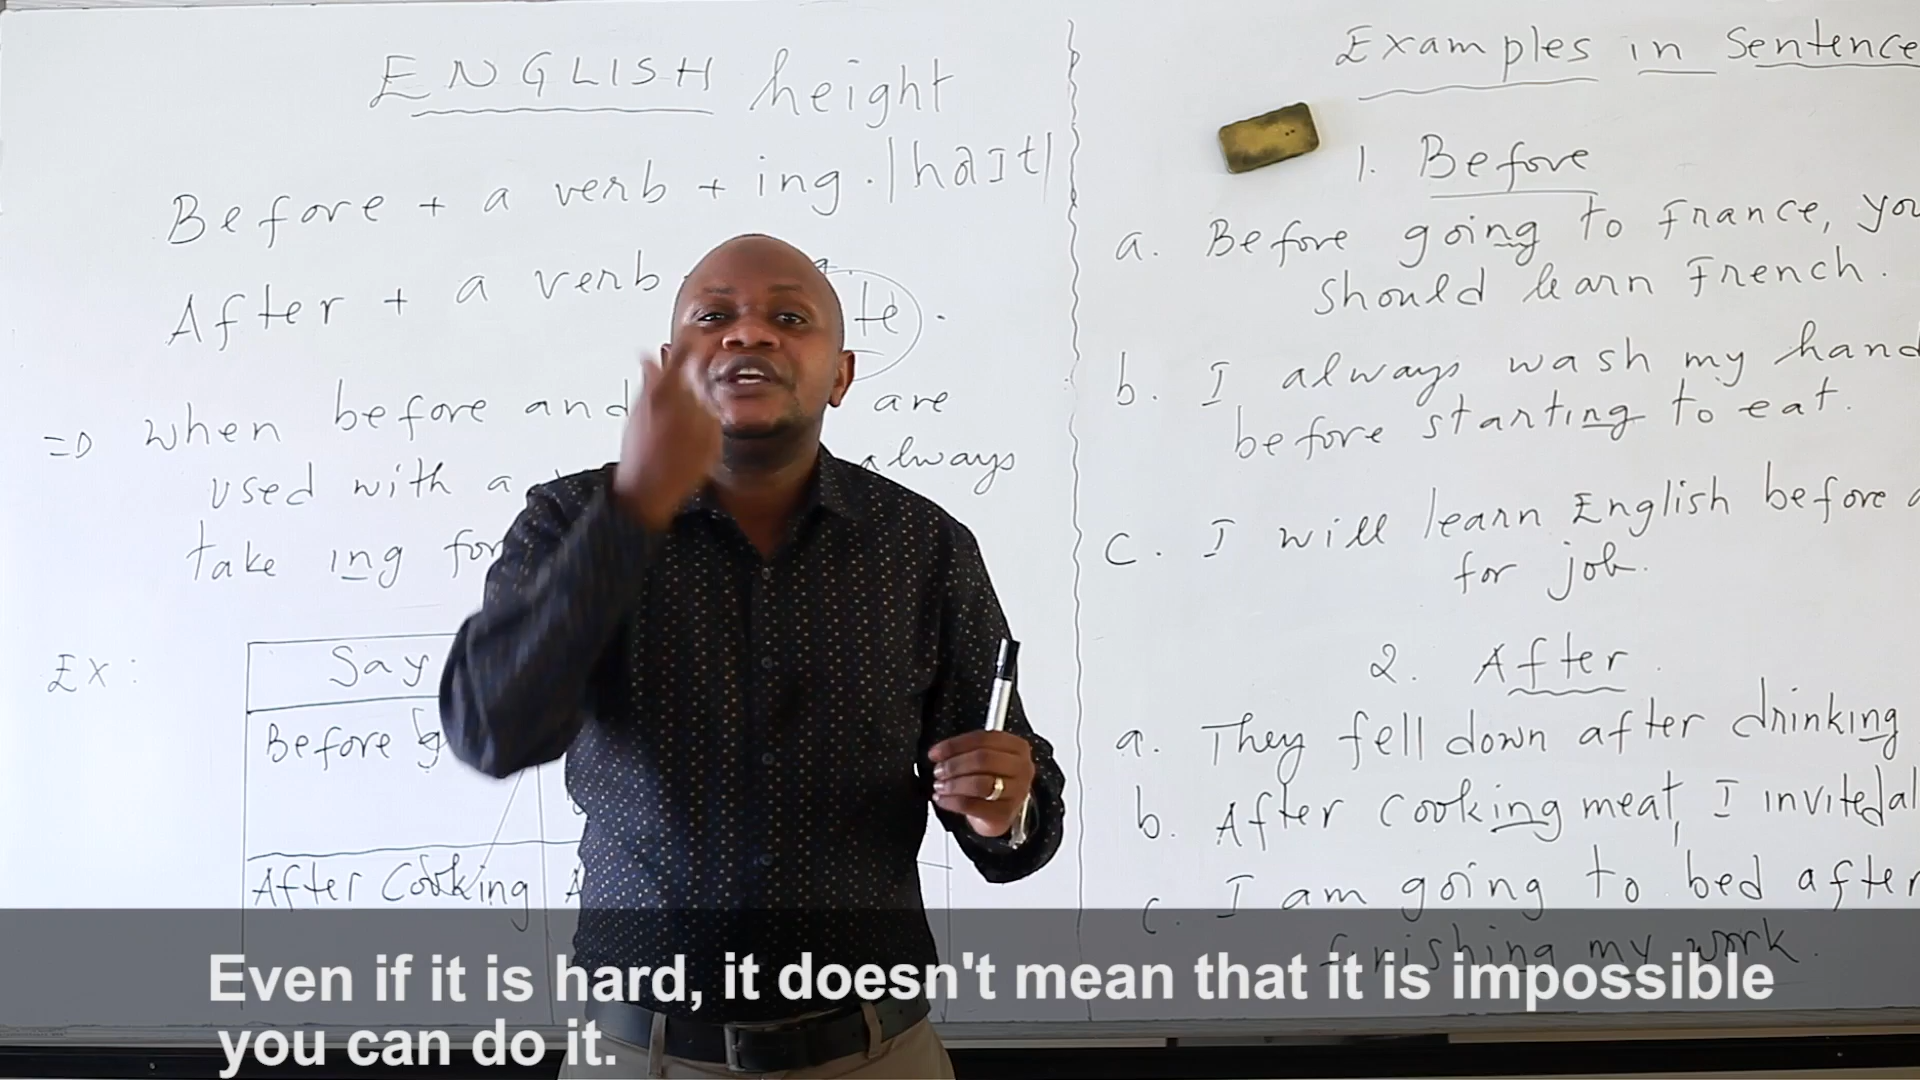 ENGLISH height
Before + a verb + ing. |haIt|
After + a verb
te .
=D when before and are
used with a always
take ing for
EX:
Say
Before
After Cooking A
Examples in Sentence
1. Before
a. Before going to France, you
should learn French.
b. I always wash my hand
before starting to eat.
c. I will learn English before a
for job.
2. After.
a. They fell down after drinking
b. After Cooking meat, I invited al
c. I am going to bed after
finishing my work.
Even if it is hard, it doesn't mean that it is impossible
you can do it.